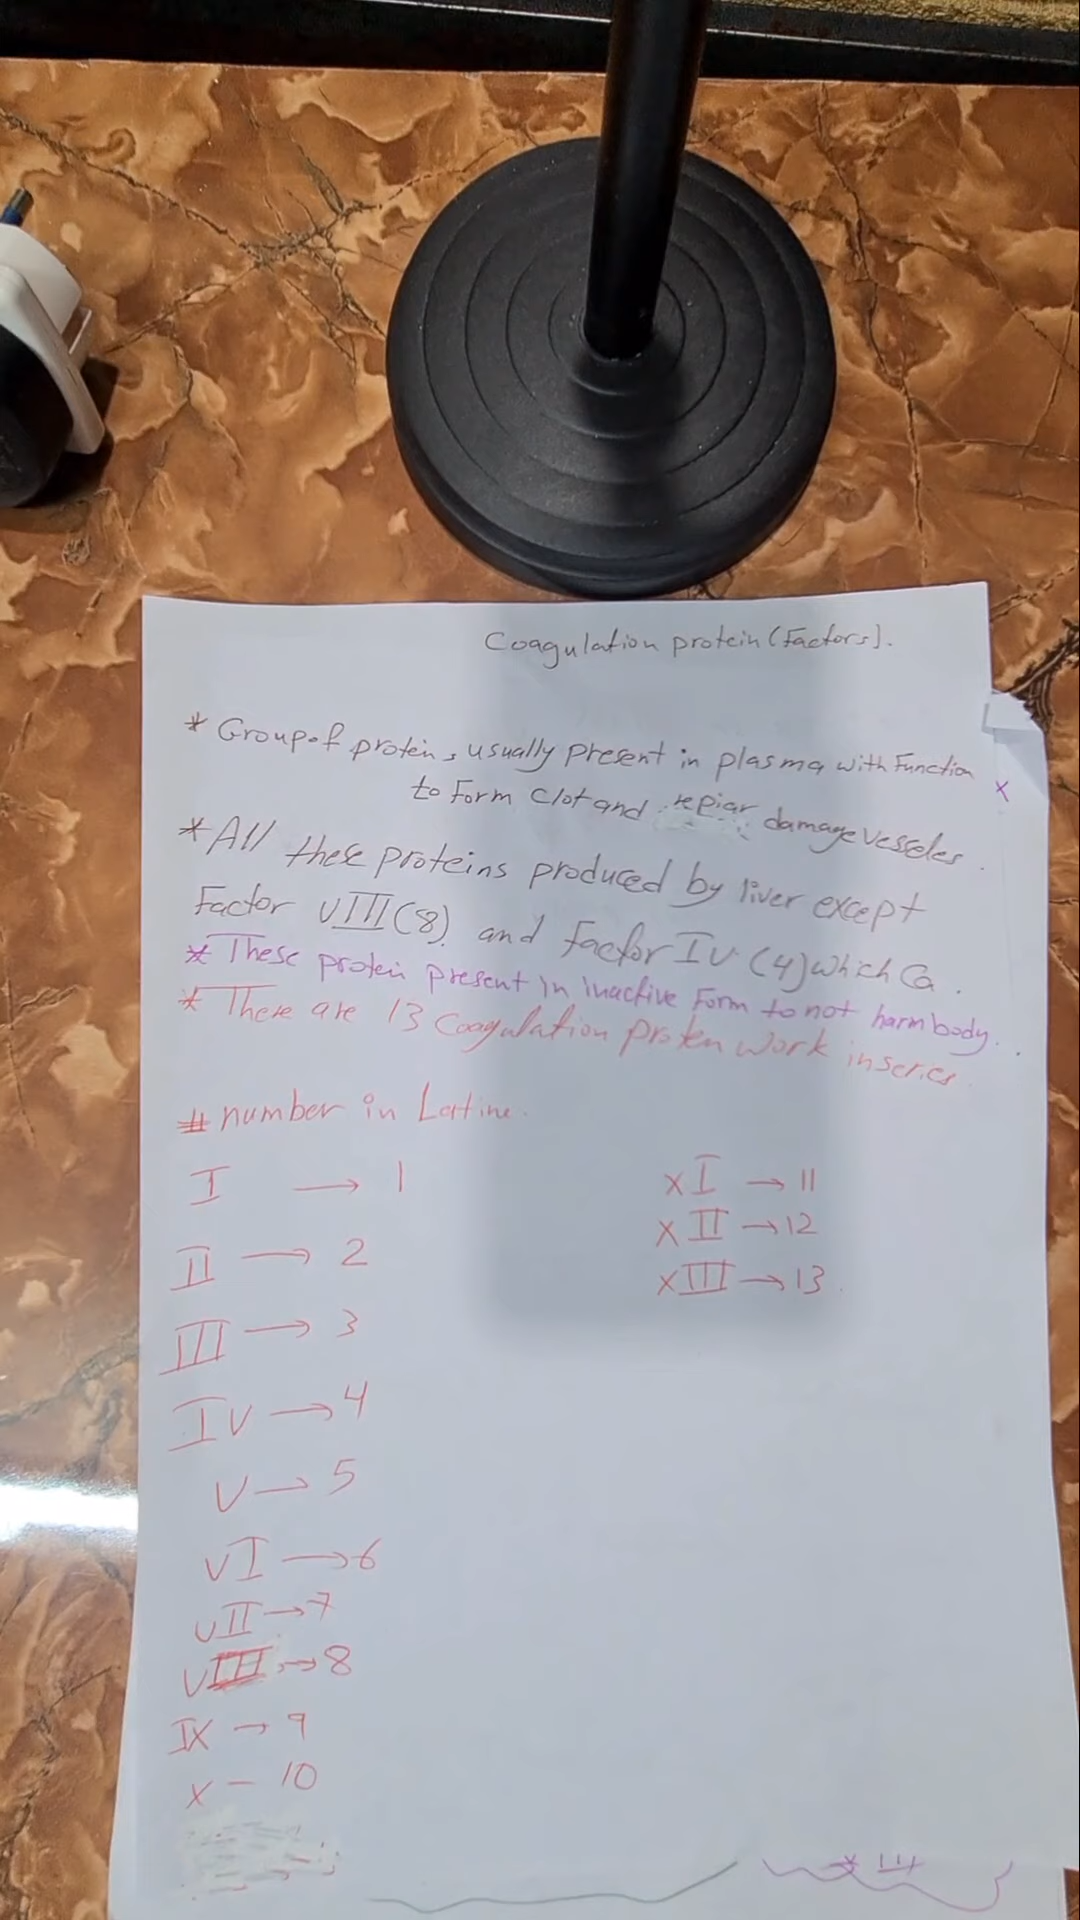 Coagulation protein (Factors).
* Group of protein, usually present in plasma with Function
to Form Clot and repiar damage vesseles.
* All these proteins produced by liver except
Factor VIII (8) and Factor IV (4) which Ca.
* These protein present in inactive Form to not harm body.
* There are 13 Coagulation protien work in series.
# number in Latine.
I → 1
II → 2
III → 3
IV → 4
V → 5
VI → 6
VII → 7
VIII → 8
IX → 9
X — 10
XI → 11
XII → 12
XIII → 13